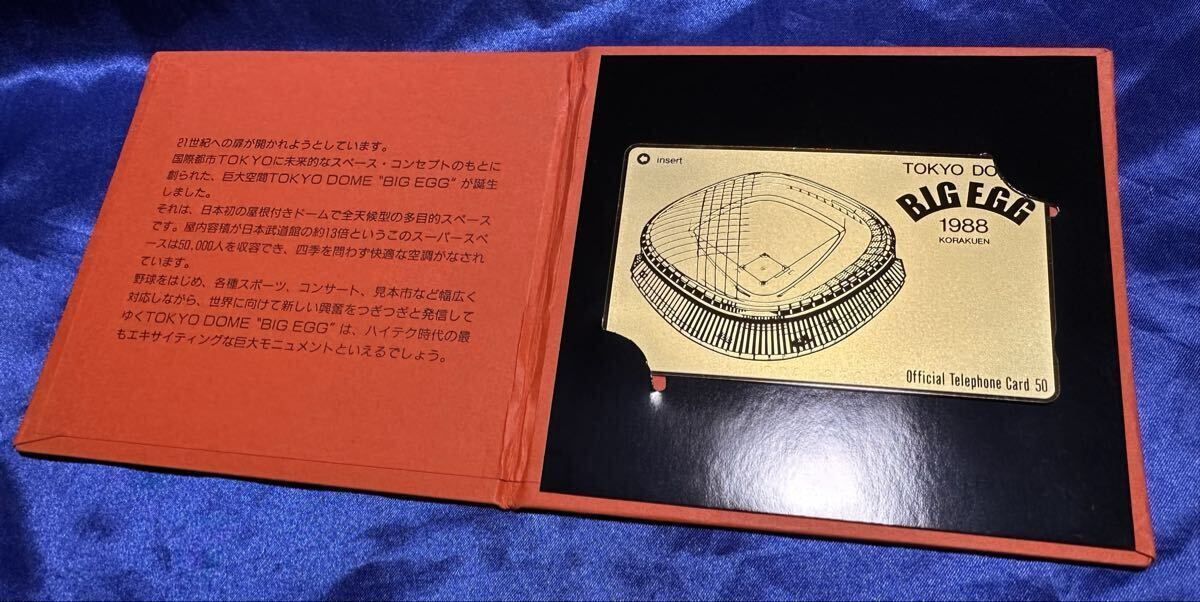 21世紀への扉が開かれようとしています。
国際都市TOKYOに未来的なスペース・コンセプトのもとに
創られた、巨大空間TOKYO DOME "BIG EGG" が誕生
しました。
それは、日本初の屋根付きドームで全天候型の多目的スペース
です。屋内容積が日本武道館の約13倍というこのスーパースペ
ースは50,000人を収容でき、四季を問わず快適な空調がなされ
ています。
野球をはじめ、各種スポーツ、コンサート、見本市など幅広く
対応しながら、世界に向けて新しい興奮をつぎつぎと発信して
ゆくTOKYO DOME "BIG EGG" は、ハイテク時代の最
もエキサイティングな巨大モニュメントといえるでしょう。
insert
TOKYO DO
BIG EGG
1988
KORAKUEN
Official Telephone Card 50